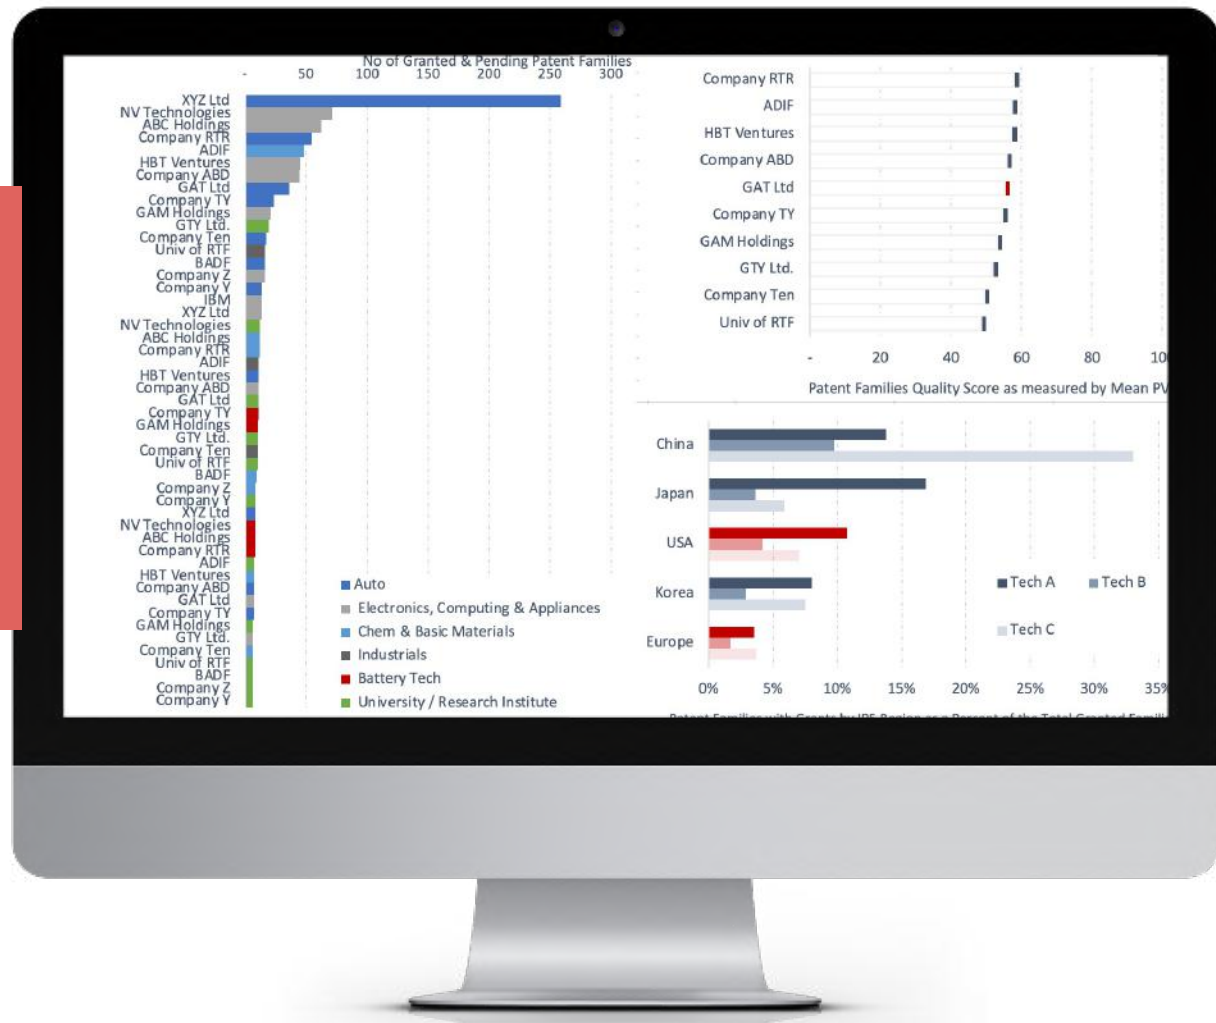 No of Granted & Pending Patent Families
- 50 100 150 200 250 300
XYZ Ltd
NV Technologies
ABC Holdings
Company RTR
ADIF
HBT Ventures
Company ABD
GAT Ltd
Company TY
GAM Holdings
GTY Ltd.
Company Ten
Univ of RTF
BADF
Company Z
Company Y
IBM
XYZ Ltd
NV Technologies
ABC Holdings
Company RTR
ADIF
HBT Ventures
Company ABD
GAT Ltd
Company TY
GAM Holdings
GTY Ltd.
Company Ten
Univ of RTF
BADF
Company Z
Company Y
XYZ Ltd
NV Technologies
ABC Holdings
Company RTR
ADIF
HBT Ventures
Company ABD
GAT Ltd
Company TY
GAM Holdings
GTY Ltd.
Company Ten
Univ of RTF
BADF
Company Z
Company Y
Auto
Electronics, Computing & Appliances
Chem & Basic Materials
Industrials
Battery Tech
University / Research Institute
Company RTR
ADIF
HBT Ventures
Company ABD
GAT Ltd
Company TY
GAM Holdings
GTY Ltd.
Company Ten
Univ of RTF
- 20 40 60 80 10
Patent Families Quality Score as measured by Mean PV
China
Japan
USA
Korea
Europe
Tech A Tech B
Tech C
0% 5% 10% 15% 20% 25% 30% 35%